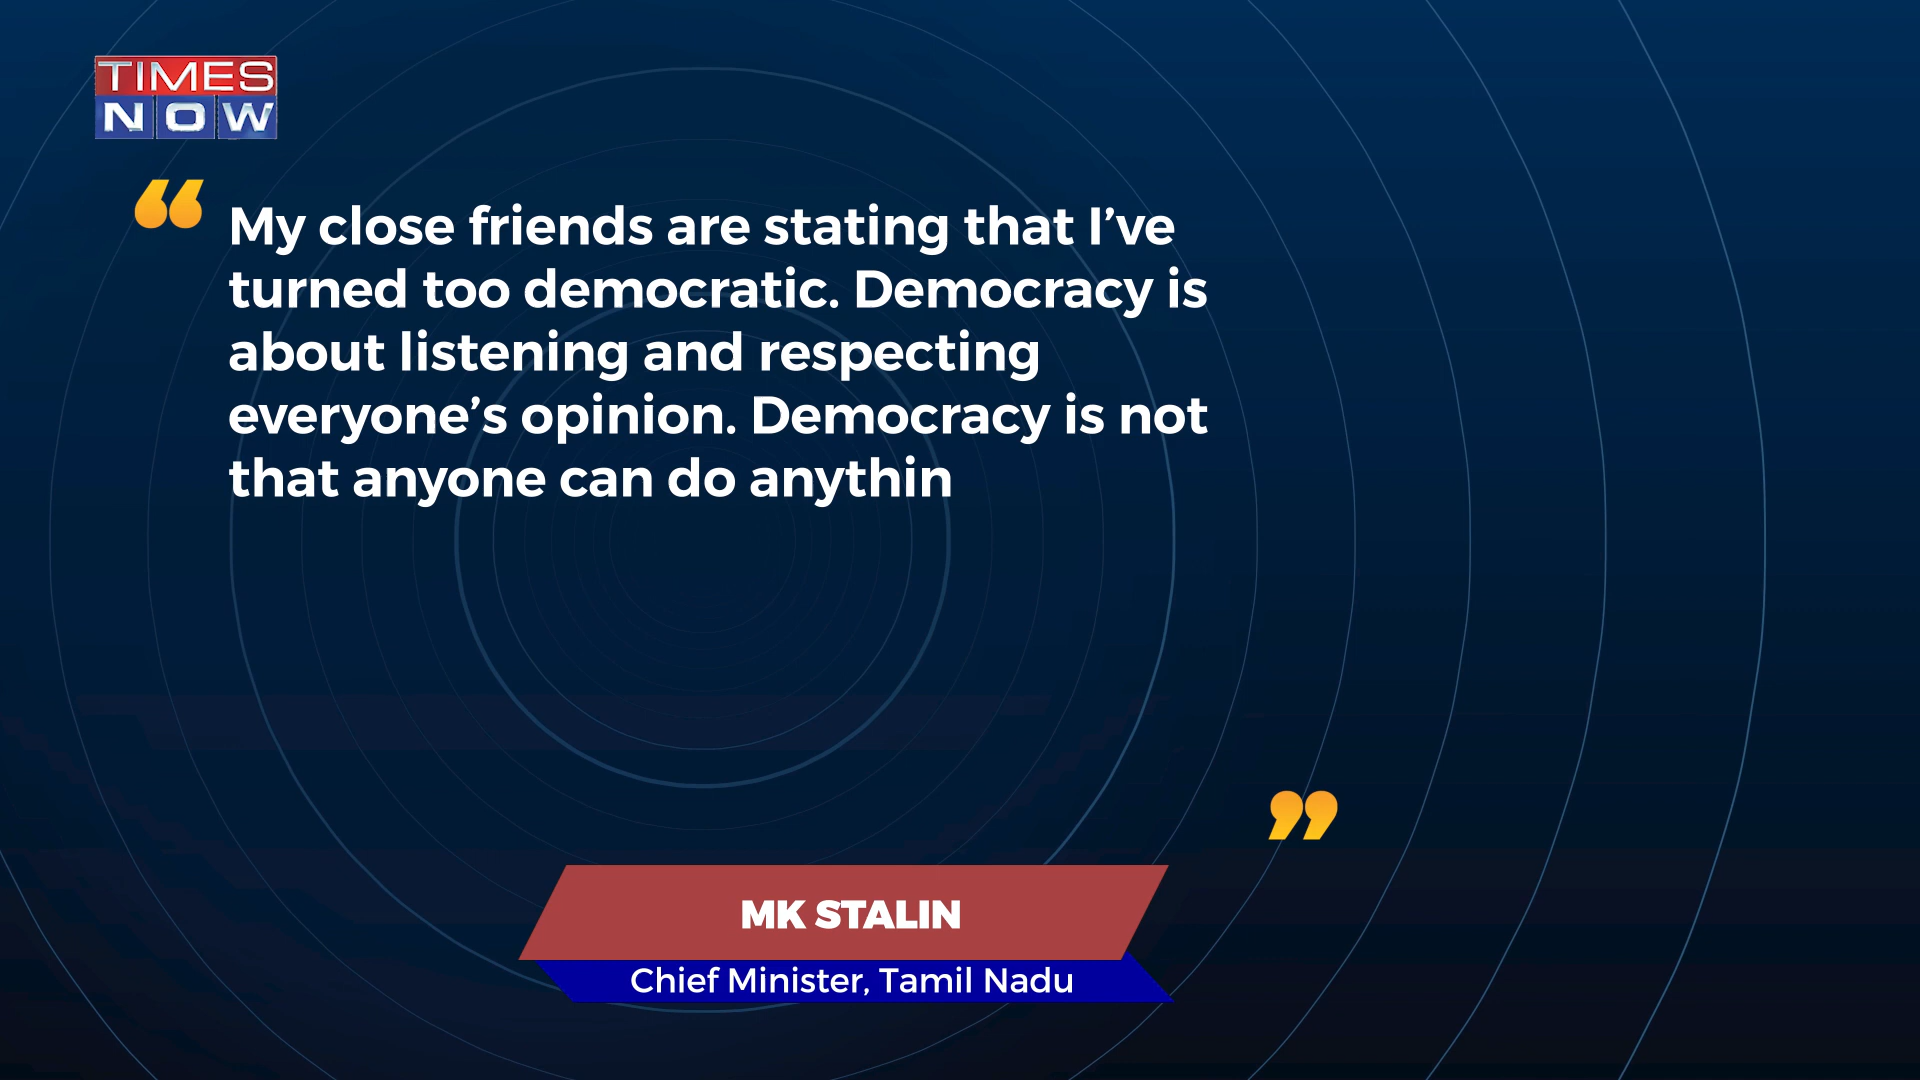 TIMES
NOW
“ My close friends are stating that I’ve
turned too democratic. Democracy is
about listening and respecting
everyone’s opinion. Democracy is not
that anyone can do anythin
”
MK STALIN
Chief Minister, Tamil Nadu